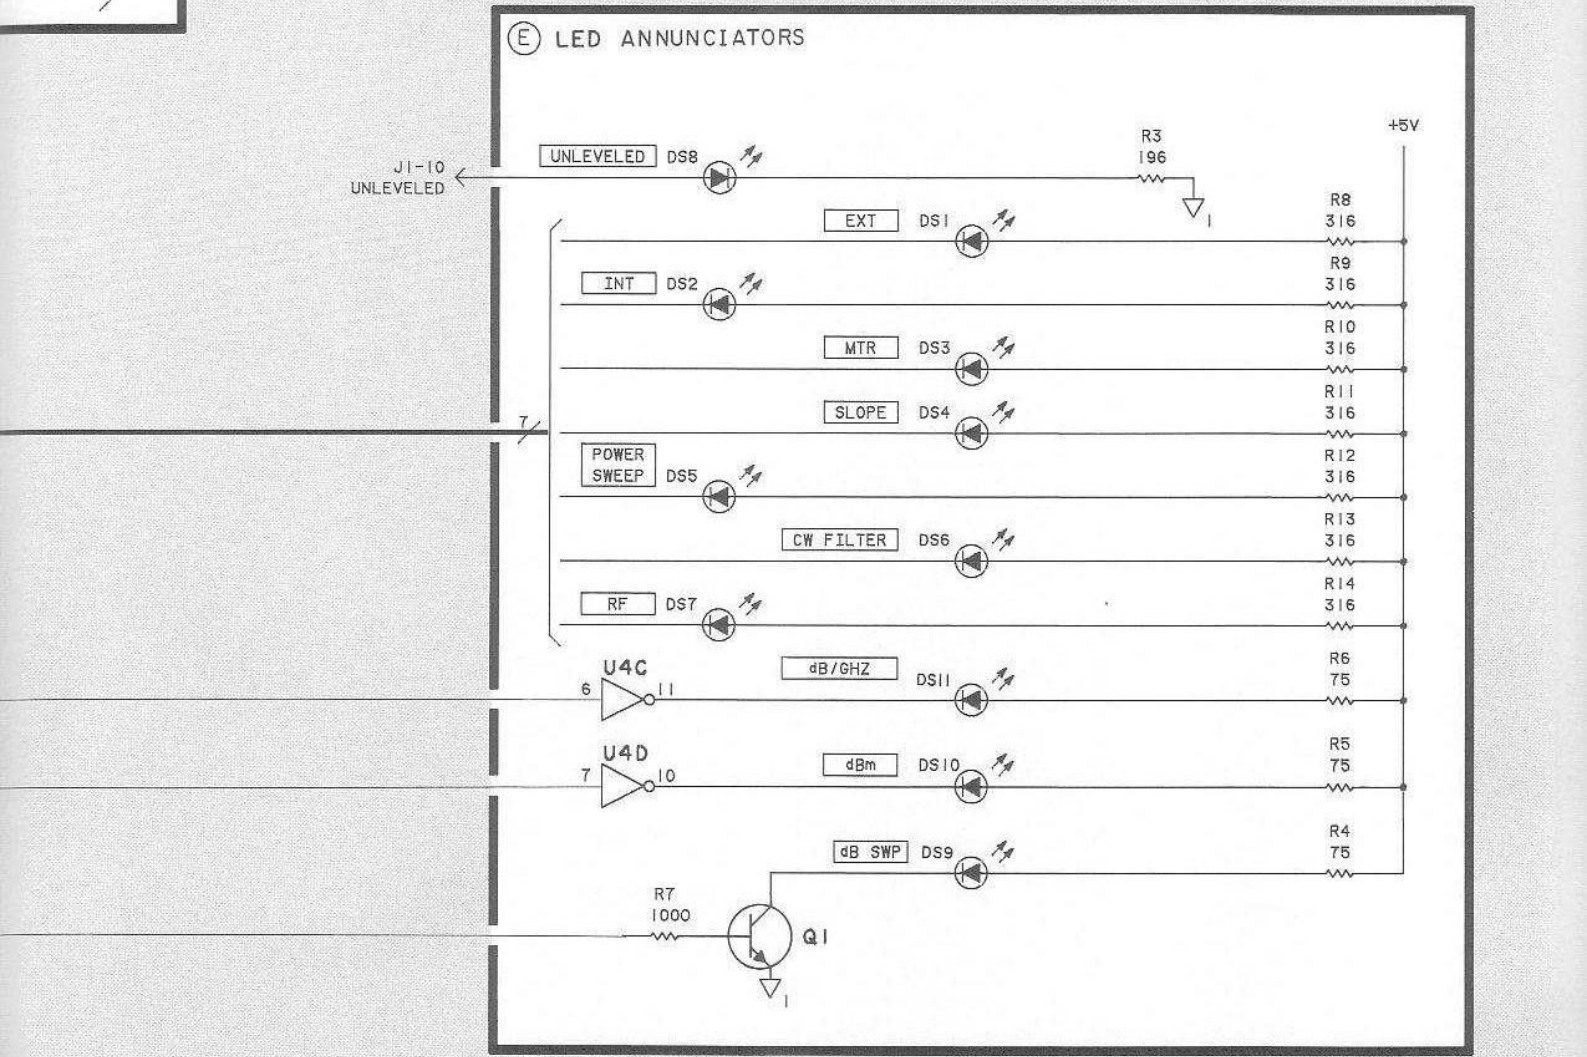 E LED ANNUNCIATORS
+5V
J1-10
UNLEVELED
UNLEVELED DS8
R3
196
1
EXT DS1
R8
316
INT DS2
R9
316
MTR DS3
R10
316
SLOPE DS4
R11
316
7
POWER
SWEEP DS5
R12
316
CW FILTER DS6
R13
316
RF DS7
R14
316
U4C
6 11
dB/GHZ
DS11
R6
75
U4D
7 10
dBm DS10
R5
75
dB SWP DS9
R4
75
R7
1000
Q1
1